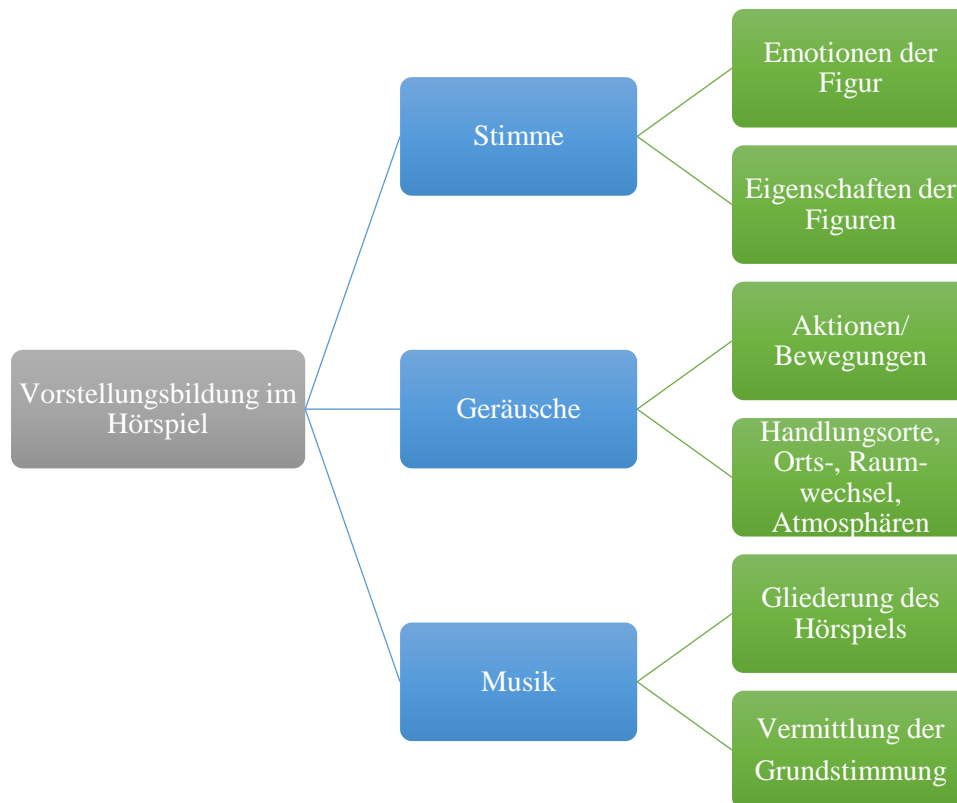 Vorstellungsbildung im
Hörspiel
Stimme
Emotionen der
Figur
Eigenschaften der
Figuren
Geräusche
Aktionen/
Bewegungen
Handlungsorte,
Orts-, Raum-
wechsel,
Atmosphären
Musik
Gliederung des
Hörspiels
Vermittlung der
Grundstimmung